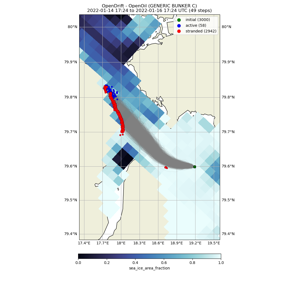 OpenDrift - OpenOil (GENERIC BUNKER C)
2022-01-14 17:24 to 2022-01-16 17:24 UTC (49 steps)
initial (3000)
active (58)
stranded (2942)
80°N 80°N
79.9°N 79.9°N
79.8°N 79.8°N
79.7°N 79.7°N
79.6°N 79.6°N
79.5°N 79.5°N
79.4°N 79.4°N
17.4°E 17.7°E 18°E 18.3°E 18.6°E 18.9°E 19.2°E 19.5°E
0.0 0.2 0.4 0.6 0.8 1.0
sea_ice_area_fraction